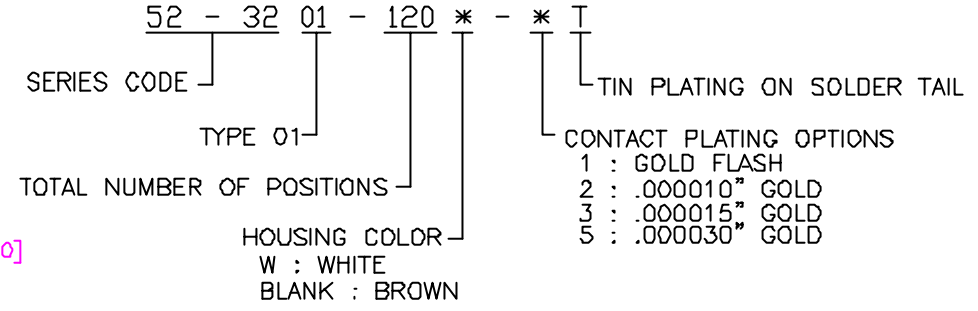 52 - 32 01 - 120 * - * T
SERIES CODE
TIN PLATING ON SOLDER TAIL
TYPE 01
CONTACT PLATING OPTIONS
1 : GOLD FLASH
2 : .000010" GOLD
3 : .000015" GOLD
5 : .000030" GOLD
TOTAL NUMBER OF POSITIONS
HOUSING COLOR
W : WHITE
BLANK : BROWN
0]